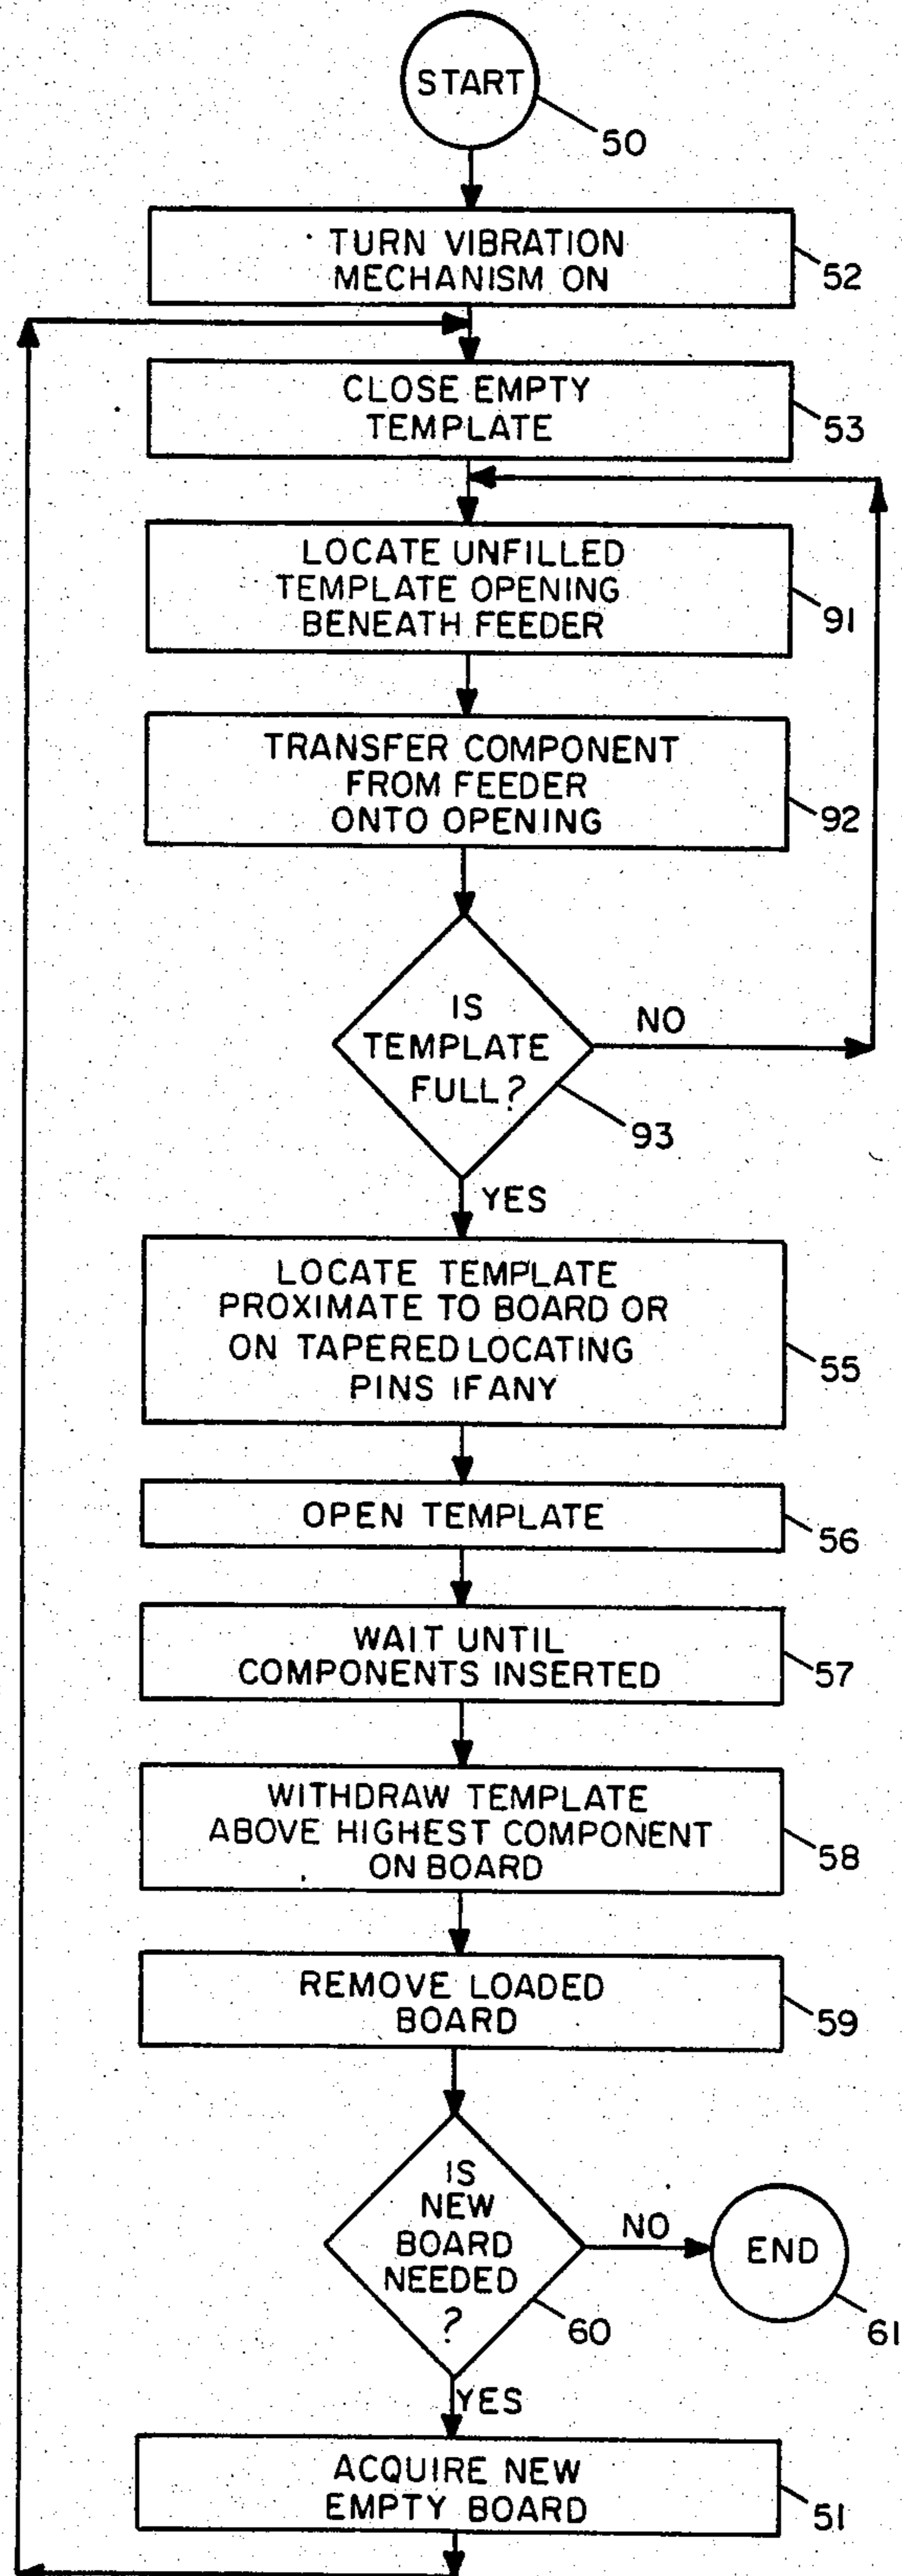 START
50
TURN VIBRATION
MECHANISM ON
52
CLOSE EMPTY
TEMPLATE
53
LOCATE UNFILLED
TEMPLATE OPENING
BENEATH FEEDER
91
TRANSFER COMPONENT
FROM FEEDER
ONTO OPENING
92
IS
TEMPLATE
FULL?
NO
93
YES
LOCATE TEMPLATE
PROXIMATE TO BOARD OR
ON TAPERED LOCATING
PINS IF ANY
55
OPEN TEMPLATE
56
WAIT UNTIL
COMPONENTS INSERTED
57
WITHDRAW TEMPLATE
ABOVE HIGHEST COMPONENT
ON BOARD
58
REMOVE LOADED
BOARD
59
IS
NEW
BOARD
NEEDED
?
NO
END
60
61
YES
ACQUIRE NEW
EMPTY BOARD
51